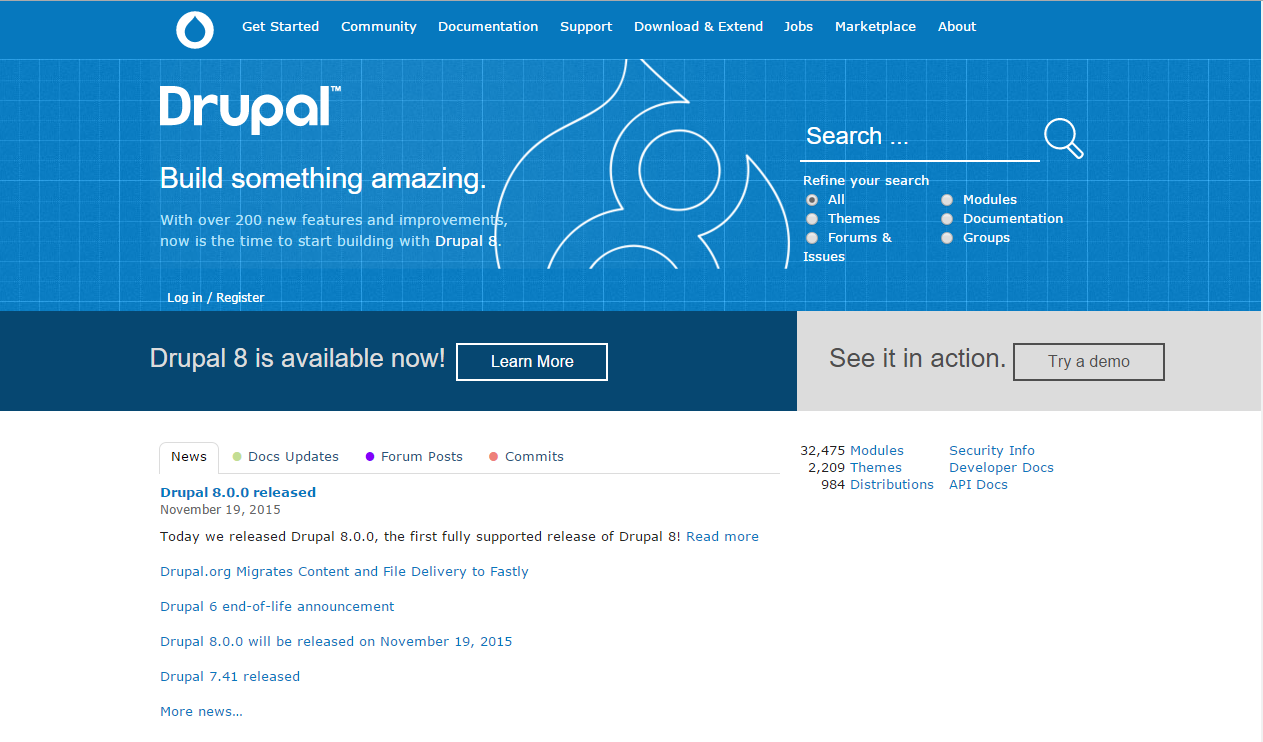 Get Started Community Documentation Support Download & Extend Jobs Marketplace About
Drupal™
Build something amazing.
With over 200 new features and improvements,
now is the time to start building with Drupal 8.
Log in / Register
Search ...
Refine your search
All Modules
Themes Documentation
Forums & Groups
Issues
Drupal 8 is available now! Learn More
See it in action. Try a demo
News Docs Updates Forum Posts Commits
Drupal 8.0.0 released
November 19, 2015
Today we released Drupal 8.0.0, the first fully supported release of Drupal 8! Read more
Drupal.org Migrates Content and File Delivery to Fastly
Drupal 6 end-of-life announcement
Drupal 8.0.0 will be released on November 19, 2015
Drupal 7.41 released
More news...
32,475 Modules Security Info
2,209 Themes Developer Docs
984 Distributions API Docs